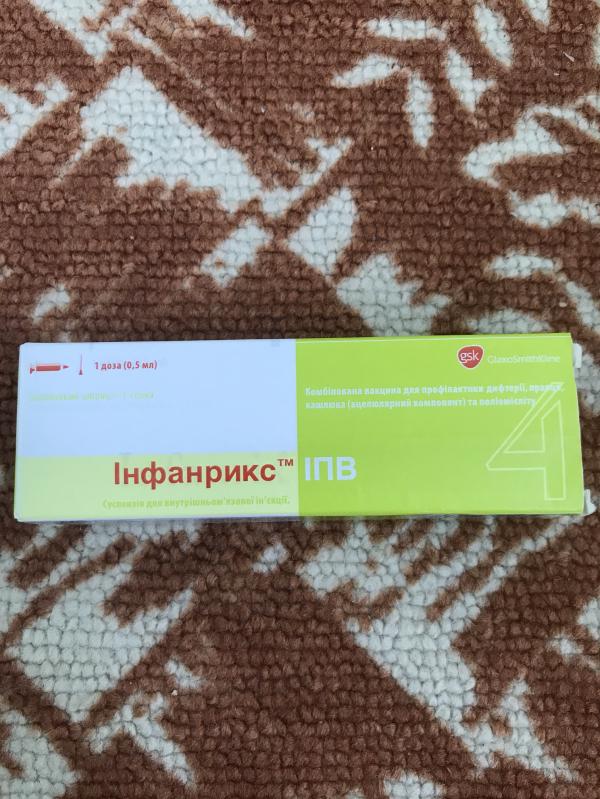 1 доза (0,5 мл)
gsk GlaxoSmithKline
Комбінована вакцина для профілактики дифтерії, правця,
кашлюка (ацелюлярний компонент) та поліомієліту
4
Інфанрикс™ ІПВ
Суспензія для внутрішньом'язової ін'єкції.